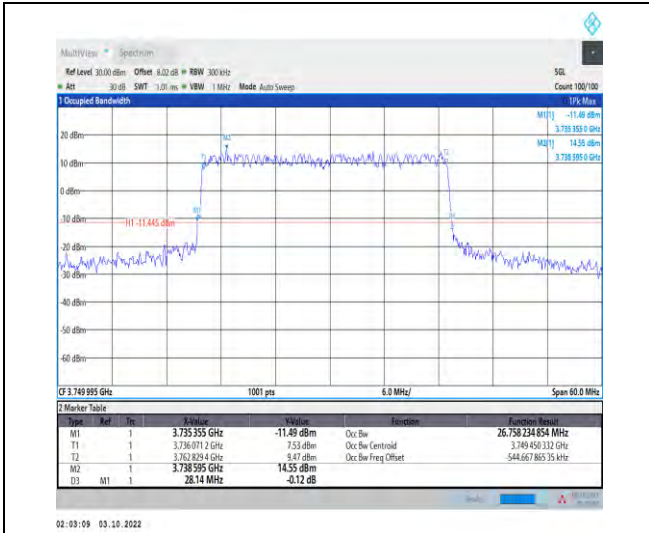 MultiView Spectrum
Ref Level 30.00 dBm Offset 8.02 dB RBW 300 kHz SGL
Att 30 dB SWT 1.01 ms VBW 1 MHz Mode Auto Sweep Count 100/100
1 Occupied Bandwidth 1Pk Max
M1[1] -11.49 dBm
3.735 355 0 GHz
M2[1] 14.55 dBm
3.738 595 0 GHz
20 dBm
10 dBm
0 dBm
-10 dBm
H1 -11.445 dBm
-20 dBm
-30 dBm
-40 dBm
-50 dBm
-60 dBm
M2
T1
T2
M1
CF 3.749 995 GHz 1001 pts 6.0 MHz/ Span 60.0 MHz
2 Marker Table
Type Ref Trc X-Value Y-Value Function Function Result
M1 1 3.735 355 GHz -11.49 dBm Occ Bw 26.758 234 854 MHz
T1 1 3.736 071 2 GHz 7.53 dBm Occ Bw Centroid 3.749 450 332 GHz
T2 1 3.762 829 4 GHz 9.47 dBm Occ Bw Freq Offset -544.667 865 35 kHz
M2 1 3.738 595 GHz 14.55 dBm
D3 M1 1 28.14 MHz -0.12 dB
02:03:09 03.10.2022